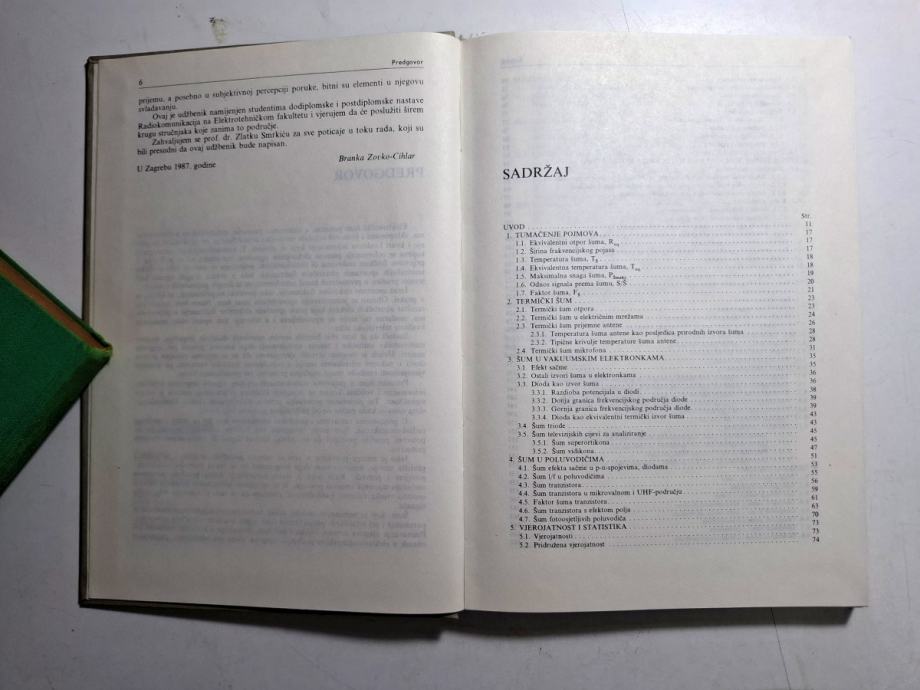 6
Predgovor
prijemu, a posebno u subjektivnoj percepciji poruke, bitni su elementi u njegovu
svladavanju.
Ovaj je udžbenik namijenjen studentima dodiplomske i postdiplomske nastave
Radiokomunikacija na Elektrotehničkom fakultetu i vjerujem da će poslužiti širem
krugu stručnjaka koje zanima to područje.
Zahvaljujem se prof. dr. Zlatku Smrkiću za sve poticaje u toku rada, koji su
bili presudni da ovaj udžbenik bude napisan.
Branka Zovko-Cihlar
U Zagrebu 1987. godine
SADRŽAJ
Str.
UVOD 11
1. TUMAČENJE POJMOVA 17
1.1. Ekvivalentni otpor šuma, Req 17
1.2. Širina frekvencijskog pojasa 17
1.3. Temperatura šuma, Tš 18
1.4. Ekvivalentna temperatura šuma, Teq 18
1.5. Maksimalna snaga šuma, Pšmaks 19
1.6. Odnos signala prema šumu, S/Š 20
1.7. Faktor šuma, Fš 21
2. TERMIČKI ŠUM 23
2.1. Termički šum otpora 23
2.2. Termički šum u električnim mrežama 24
2.3. Termički šum prijemne antene 26
2.3.1. Temperatura šuma antene kao posljedica prirodnih izvora šuma 28
2.3.2. Tipične krivulje temperature šuma antene 28
2.4. Termički šum mikrofona 31
3. ŠUM U VAKUUMSKIM ELEKTRONKAMA 35
3.1. Efekt sačme 35
3.2. Ostali izvori šuma u elektronkama 36
3.3. Dioda kao izvor šuma 36
3.3.1. Razdioba potencijala u diodi 38
3.3.2. Donja granica frekvencijskog područja diode 39
3.3.3. Gornja granica frekvencijskog područja diode 39
3.3.4. Dioda kao ekvivalentni termički izvor šuma 43
3.4. Šum triode 43
3.5. Šum televizijskih cijevi za analiziranje 45
3.5.1. Šum superortikona 45
3.5.2. Šum vidikona 47
4. ŠUM U POLUVODIČIMA 51
4.1. Šum efekta sačme u p-n-spojevima, diodama 53
4.2. Šum 1/f u poluvodičima 55
4.3. Šum tranzistora 56
4.4. Šum tranzistora u mikrovalnom i UHF-području 59
4.5. Faktor šuma tranzistora 61
4.6. Šum tranzistora s efektom polja 63
4.7. Šum fotoosjetljivih poluvodiča 70
5. VJEROJATNOST I STATISTIKA 73
5.1. Vjerojatnosti 73
5.2. Pridružena vjerojatnost 74